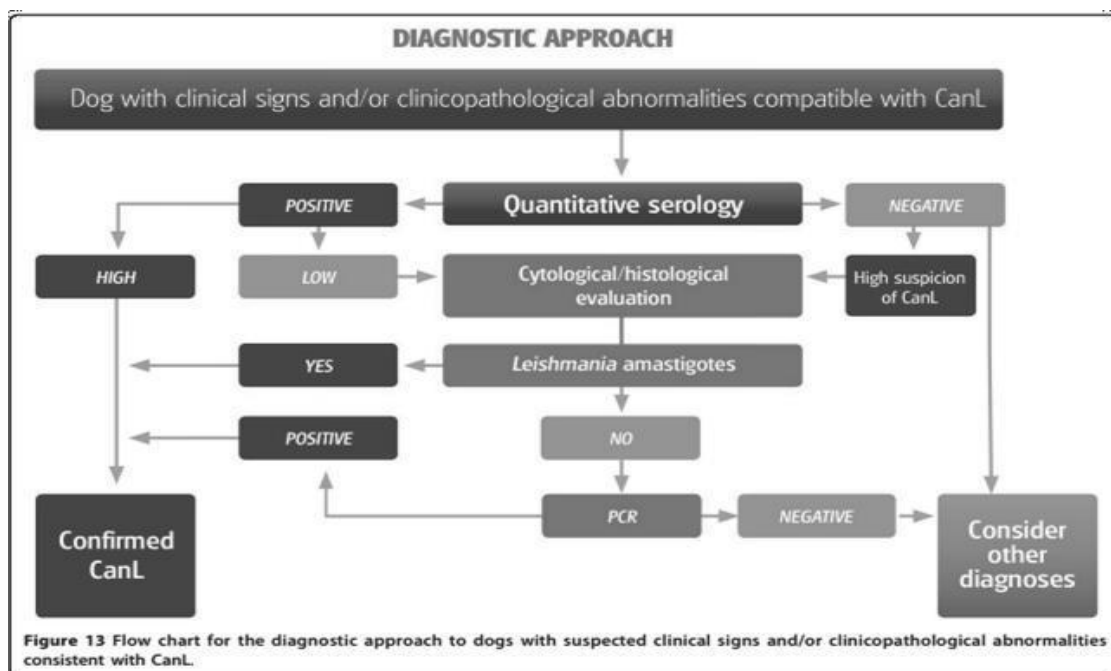 DIAGNOSTIC APPROACH
Dog with clinical signs and/or clinicopathological abnormalities compatible with CanL
POSITIVE
Quantitative serology
NEGATIVE
HIGH
LOW
Cytological/histological
evaluation
High suspicion
of CanL
YES
Leishmania amastigotes
POSITIVE
NO
PCR
NEGATIVE
Confirmed
CanL
Consider
other
diagnoses
Figure 13 Flow chart for the diagnostic approach to dogs with suspected clinical signs and/or clinicopathological abnormalities
consistent with CanL.